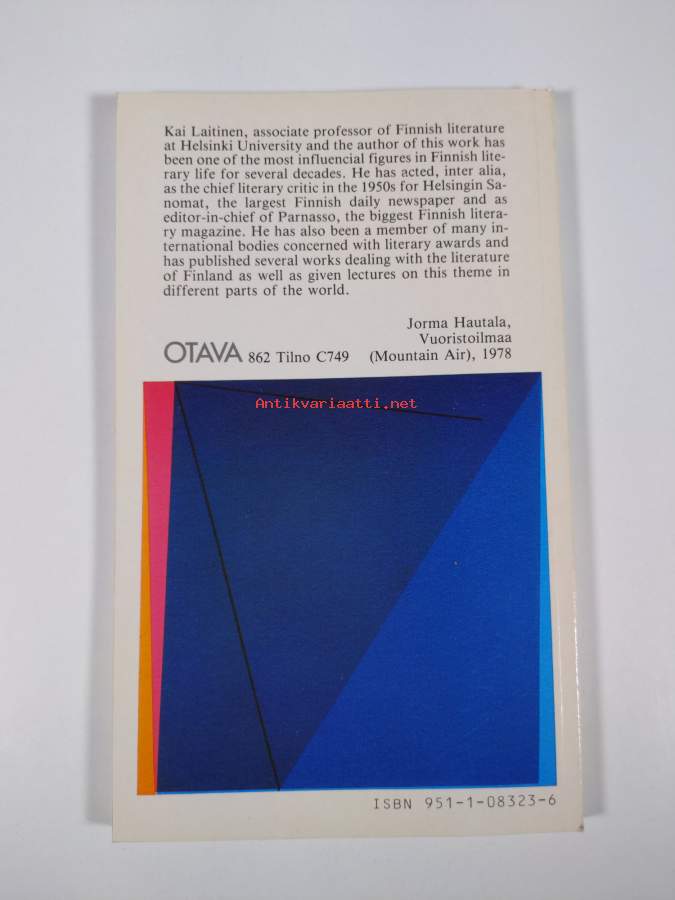 Kai Laitinen, associate professor of Finnish literature
at Helsinki University and the author of this work has
been one of the most influencial figures in Finnish lite-
rary life for several decades. He has acted, inter alia,
as the chief literary critic in the 1950s for Helsingin Sa-
nomat, the largest Finnish daily newspaper and as
editor-in-chief of Parnasso, the biggest Finnish litera-
ry magazine. He has also been a member of many in-
ternational bodies concerned with literary awards and
has published several works dealing with the literature
of Finland as well as given lectures on this theme in
different parts of the world.
Jorma Hautala,
Vuoristoilmaa
OTAVA 862 Tilno C749 (Mountain Air), 1978
Antikvariaatti.net
ISBN 951-1-08323-6